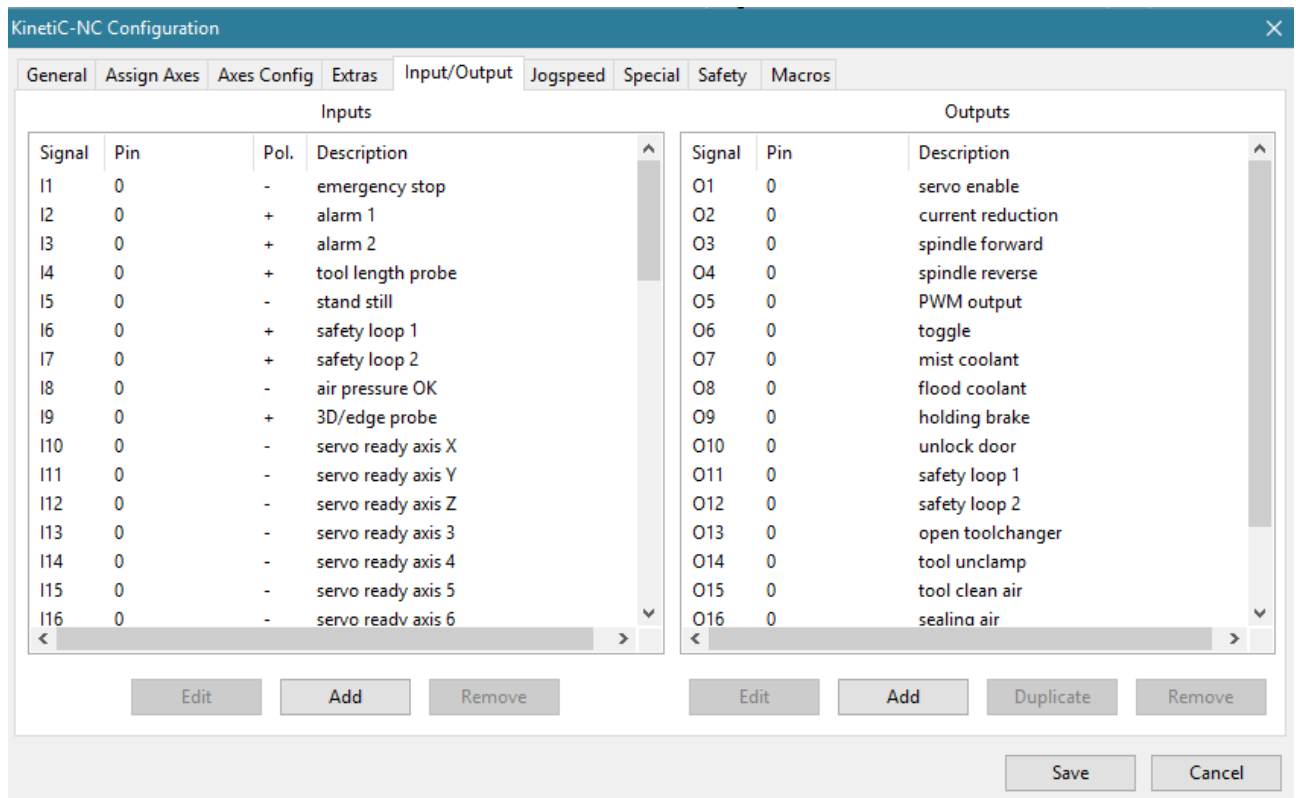 KinetiC-NC Configuration
General Assign Axes Axes Config Extras Input/Output Jogspeed Special Safety Macros
Inputs
Signal Pin Pol. Description
I1 0 - emergency stop
I2 0 + alarm 1
I3 0 + alarm 2
I4 0 + tool length probe
I5 0 - stand still
I6 0 + safety loop 1
I7 0 + safety loop 2
I8 0 - air pressure OK
I9 0 + 3D/edge probe
I10 0 - servo ready axis X
I11 0 - servo ready axis Y
I12 0 - servo ready axis Z
I13 0 - servo ready axis 3
I14 0 - servo ready axis 4
I15 0 - servo ready axis 5
I16 0 - servo ready axis 6
Edit Add Remove
Outputs
Signal Pin Description
O1 0 servo enable
O2 0 current reduction
O3 0 spindle forward
O4 0 spindle reverse
O5 0 PWM output
O6 0 toggle
O7 0 mist coolant
O8 0 flood coolant
O9 0 holding brake
O10 0 unlock door
O11 0 safety loop 1
O12 0 safety loop 2
O13 0 open toolchanger
O14 0 tool unclamp
O15 0 tool clean air
O16 0 sealing air
Edit Add Duplicate Remove
Save Cancel